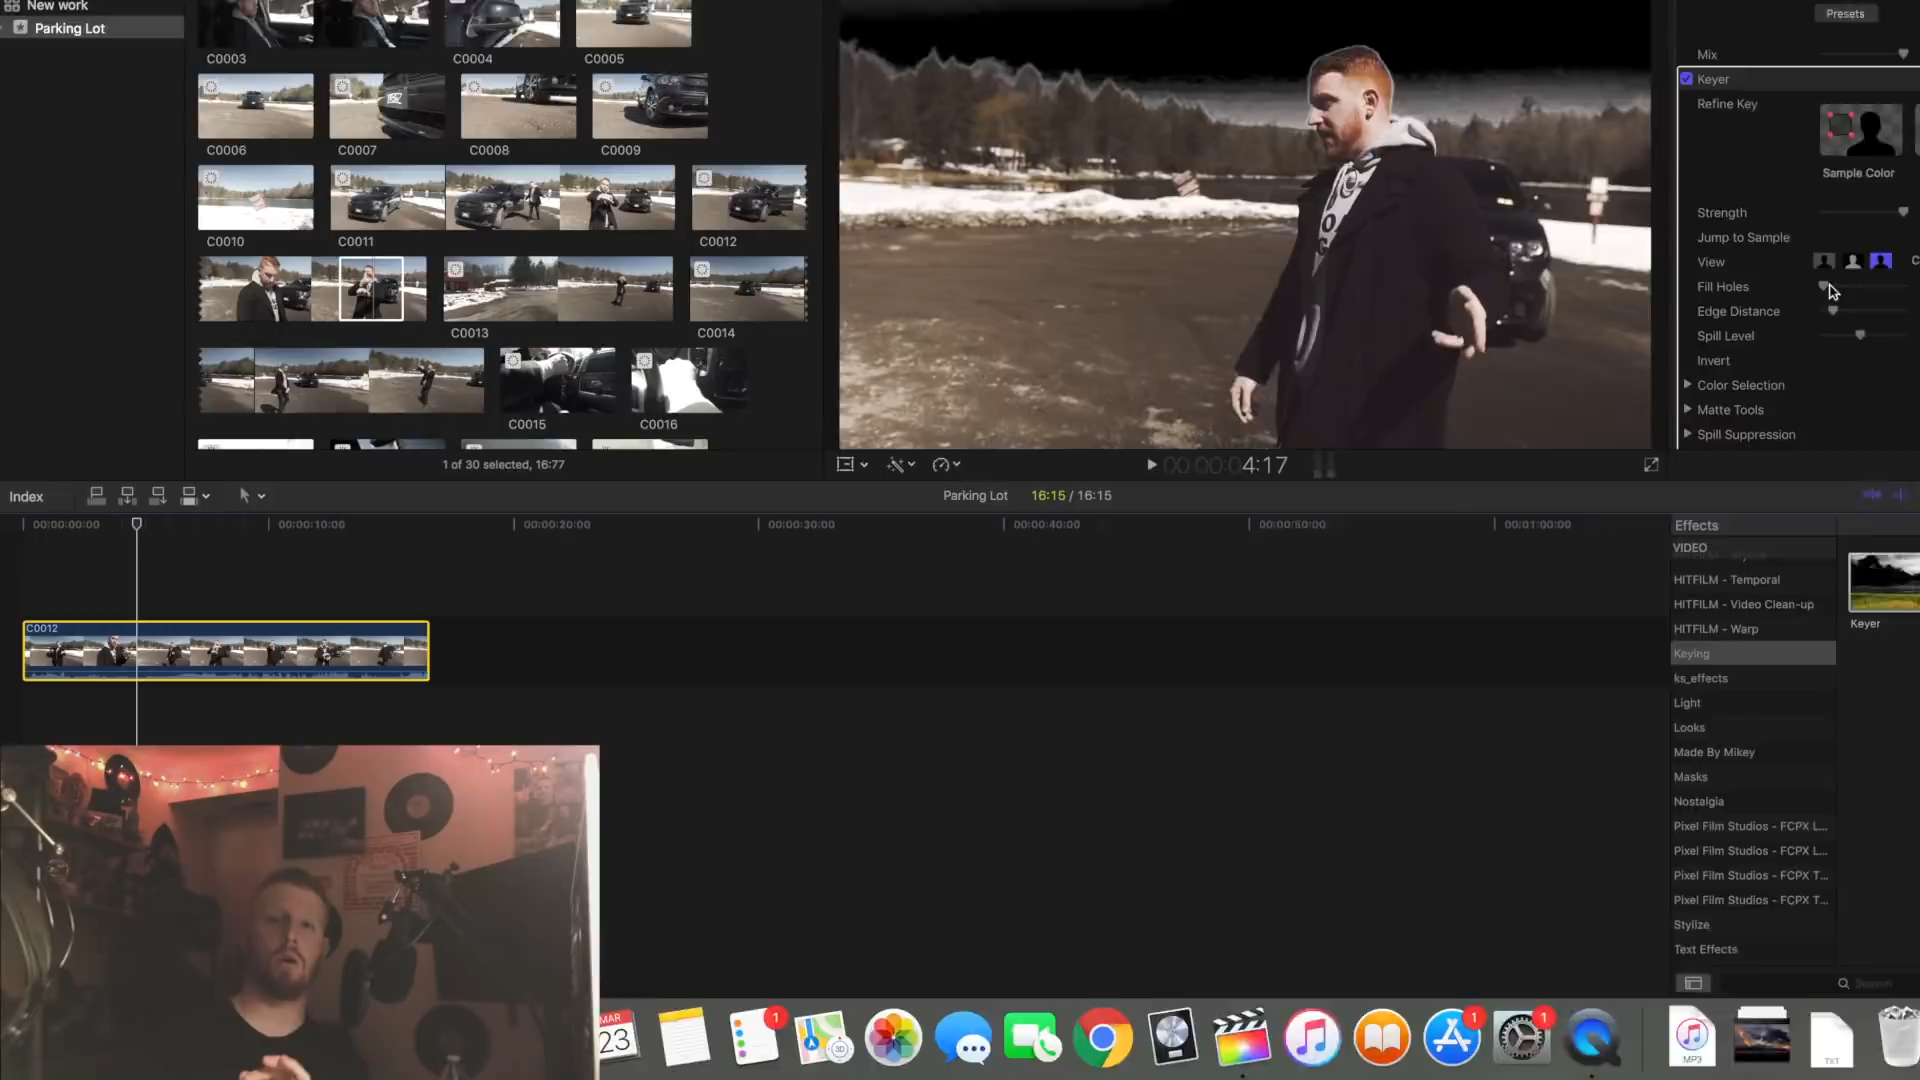 New work
Parking Lot
C0003
C0004
C0005
C0006
C0007
C0008
C0009
C0010
C0011
C0012
C0013
C0014
C0015
C0016
1 of 30 selected, 16:77
00:00:04:17
Presets
Mix
Keyer
Refine Key
Sample Color
Strength
Jump to Sample
View
Fill Holes
Edge Distance
Spill Level
Invert
Color Selection
Matte Tools
Spill Suppression
Index
Parking Lot
16:15 / 16:15
00:00:00:00
00:00:10:00
00:00:20:00
00:00:30:00
00:00:40:00
00:00:50:00
00:01:00:00
C0012
Effects
VIDEO
HITFILM - Temporal
HITFILM - Video Clean-up
HITFILM - Warp
Keying
ks_effects
Light
Looks
Made By Mikey
Masks
Nostalgia
Pixel Film Studios - FCPX L...
Pixel Film Studios - FCPX L...
Pixel Film Studios - FCPX T...
Pixel Film Studios - FCPX T...
Stylize
Text Effects
Keyer
Search
MAR
23
1
3D
1
1
MP3
TXT